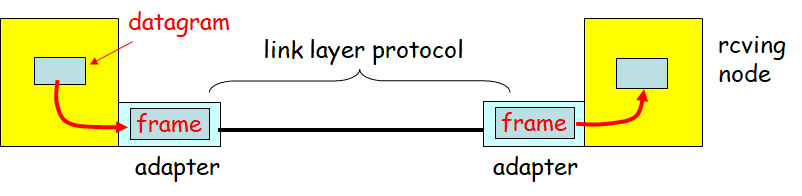 datagram
link layer protocol
rcving
node
frame
frame
adapter
adapter